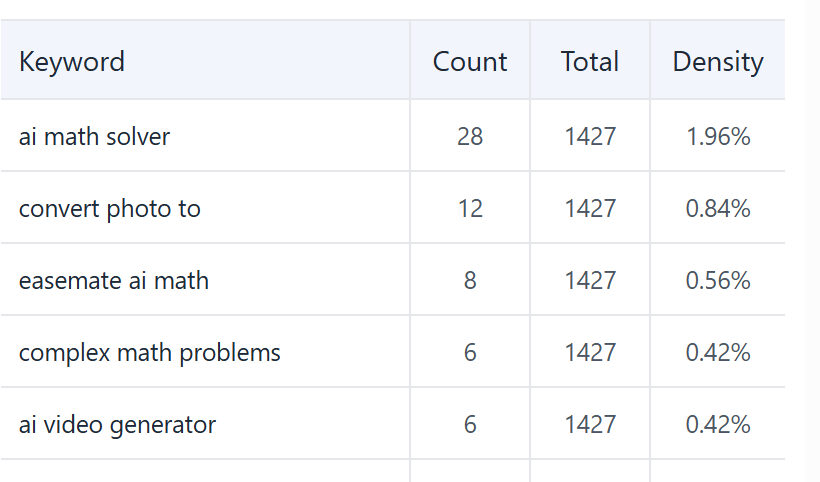 Keyword Count Total Density
ai math solver 28 1427 1.96%
convert photo to 12 1427 0.84%
easemate ai math 8 1427 0.56%
complex math problems 6 1427 0.42%
ai video generator 6 1427 0.42%